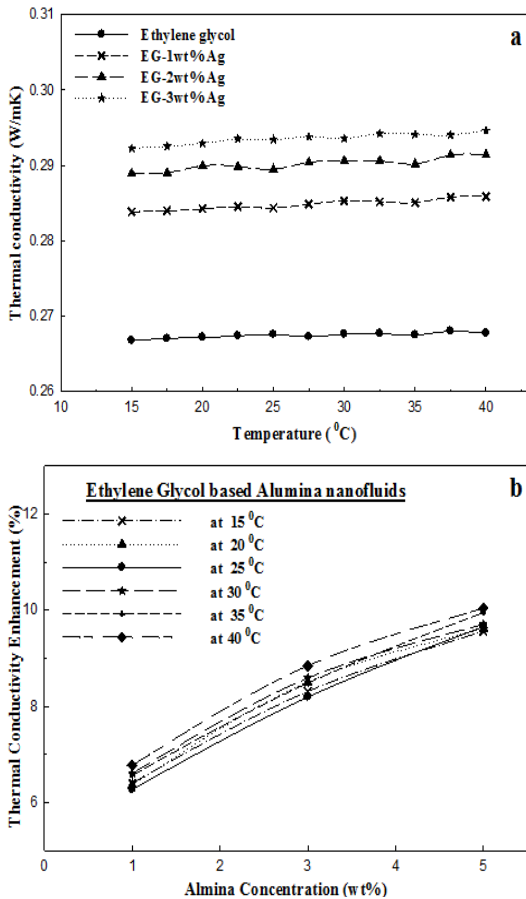 0.31
0.30
0.29
0.28
0.27
0.26
Thermal conductivity (W/mK)
Ethylene glycol
EG-1wt%Ag
EG-2wt%Ag
EG-3wt%Ag
a
10 15 20 25 30 35 40
Temperature (⁰C)
12
10
8
6
Thermal Conductivity Enhancement (%)
Ethylene Glycol based Alumina nanofluids
b
at 15 ⁰C
at 20 ⁰C
at 25 ⁰C
at 30 ⁰C
at 35 ⁰C
at 40 ⁰C
0 1 2 3 4 5
Almina Concentration (wt%)